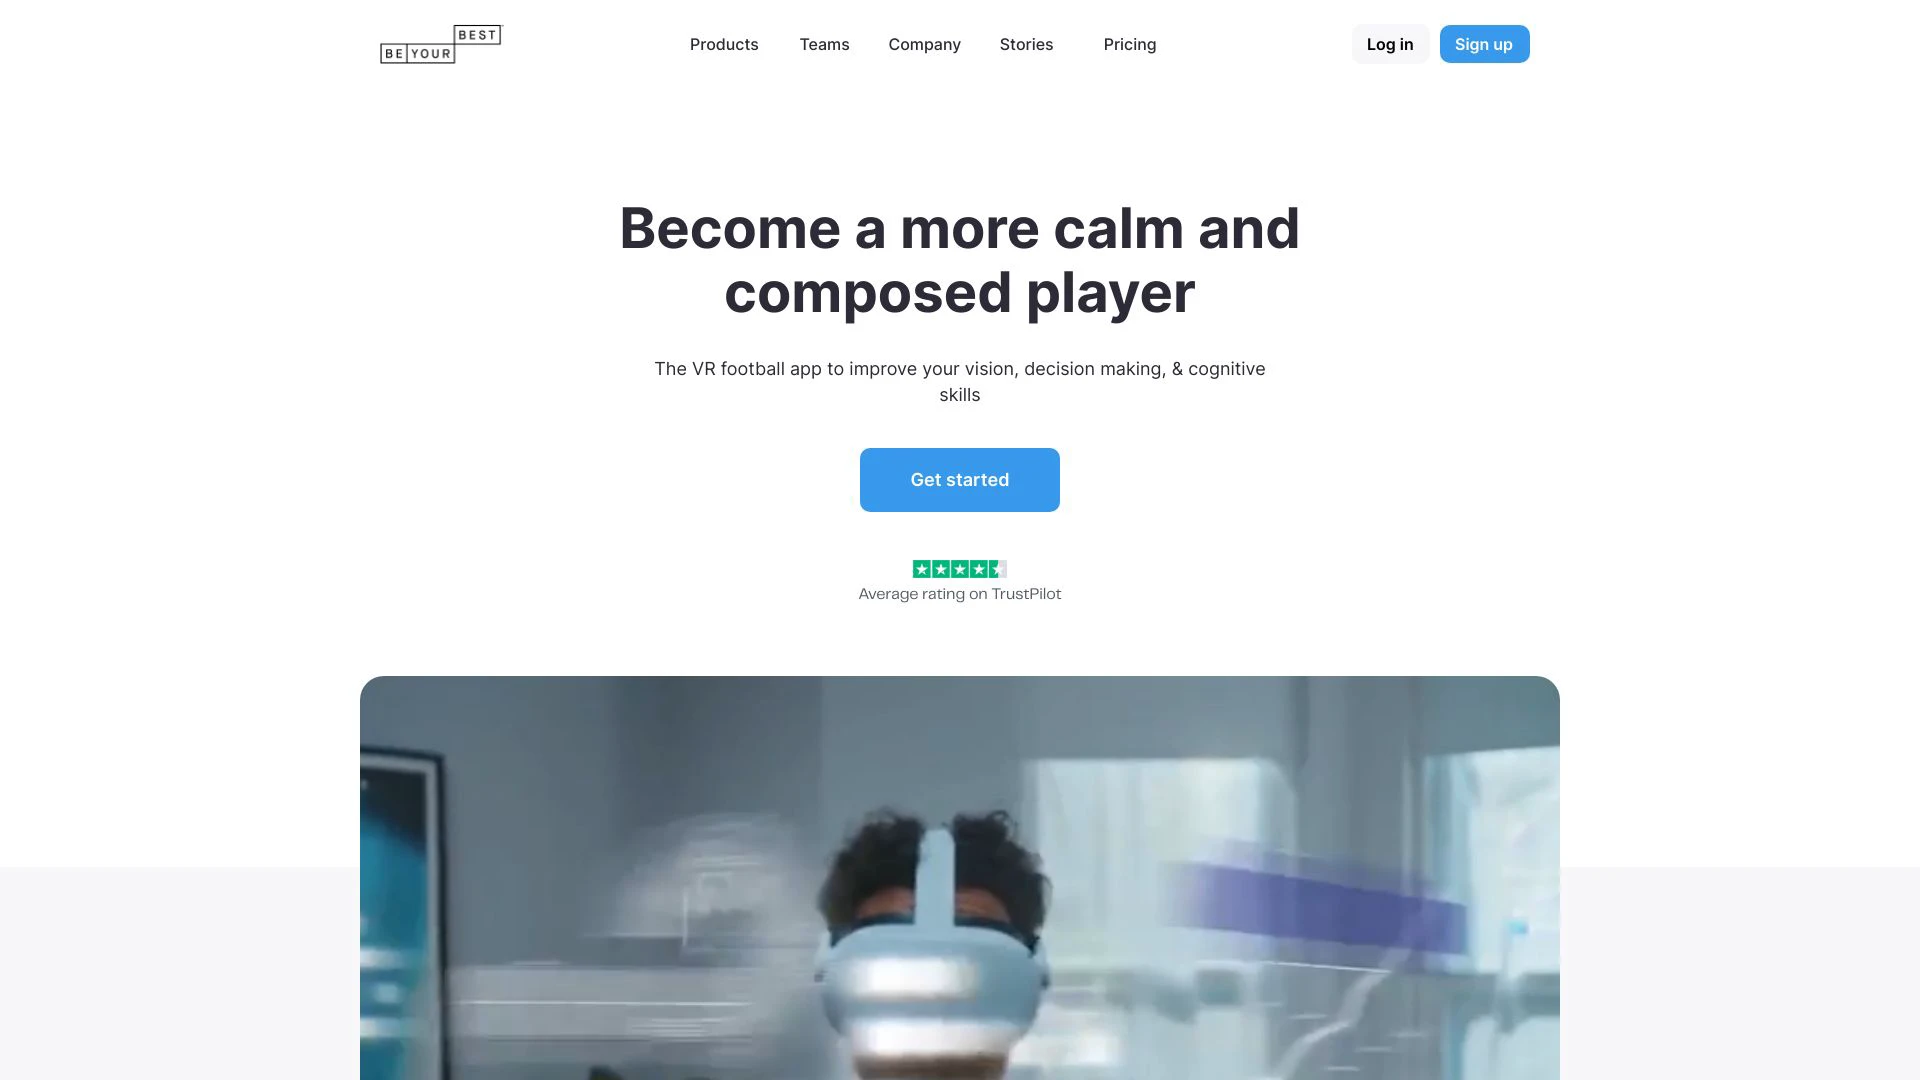 BE YOUR BEST
Products Teams Company Stories Pricing Log in Sign up
Become a more calm and
composed player
The VR football app to improve your vision, decision making, & cognitive
skills
Get started
Average rating on TrustPilot